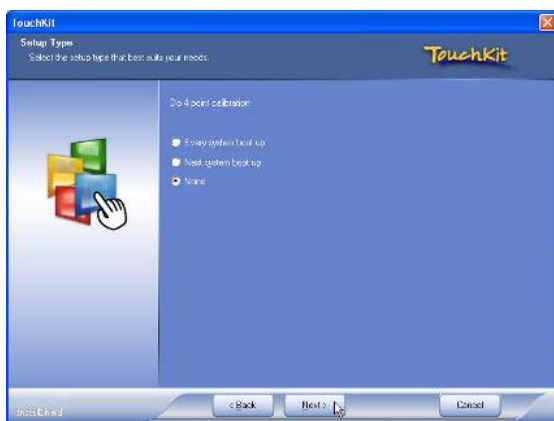 TouchKit
Setup Type
Select the setup type that best suits your needs.
TouchKit
Do 4 point calibration
Every system boot up
Next system boot up
None
InstallShield
< Back
Next >
Cancel